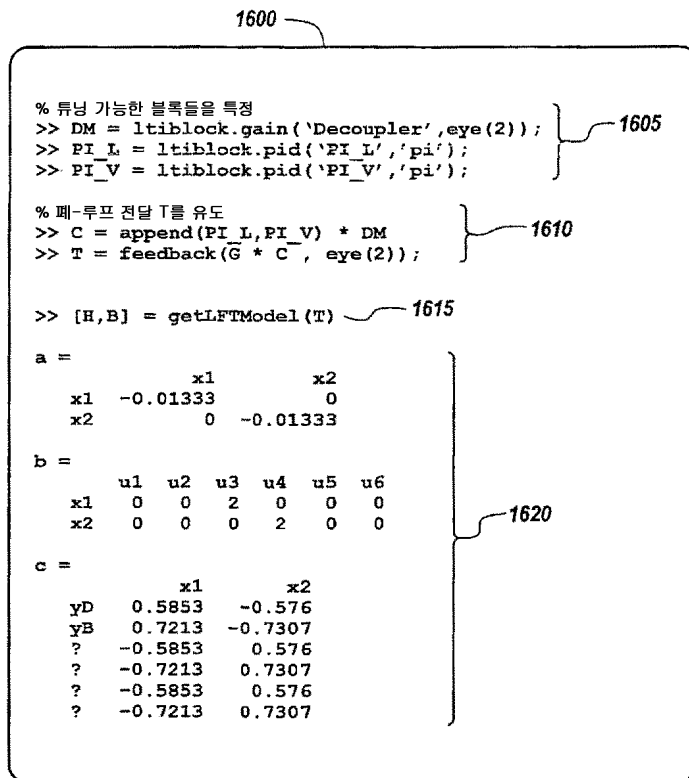 1600
% 튜닝 가능한 블록들을 특정
>> DM = ltiblock.gain(‘Decoupler’,eye(2));
>> PI_L = ltiblock.pid(‘PI_L’,'pi');
>> PI_V = ltiblock.pid(‘PI_V’,'pi');
1605
% 폐-루프 전달 T를 유도
>> C = append(PI_L,PI_V) * DM
>> T = feedback(G * C , eye(2));
1610
>> [H,B] = getLFTModel(T)
1615
a =
x1 x2
x1 -0.01333 0
x2 0 -0.01333
b =
u1 u2 u3 u4 u5 u6
x1 0 0 2 0 0 0
x2 0 0 0 2 0 0
1620
c =
x1 x2
yD 0.5853 -0.576
yB 0.7213 -0.7307
? -0.5853 0.576
? -0.7213 0.7307
? -0.5853 0.576
? -0.7213 0.7307